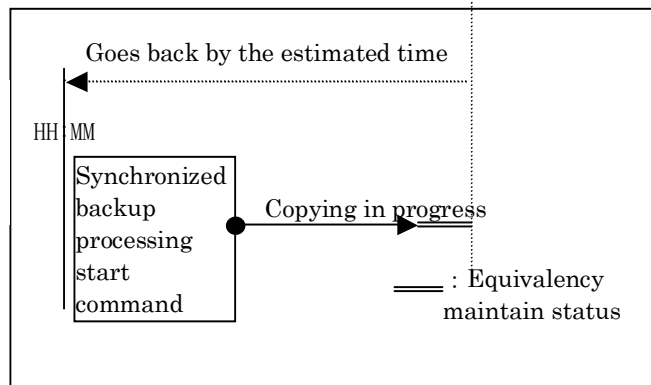 Goes back by the estimated time
HH:MM
Synchronized
backup
processing
start
command
Copying in progress
: Equivalency
maintain status